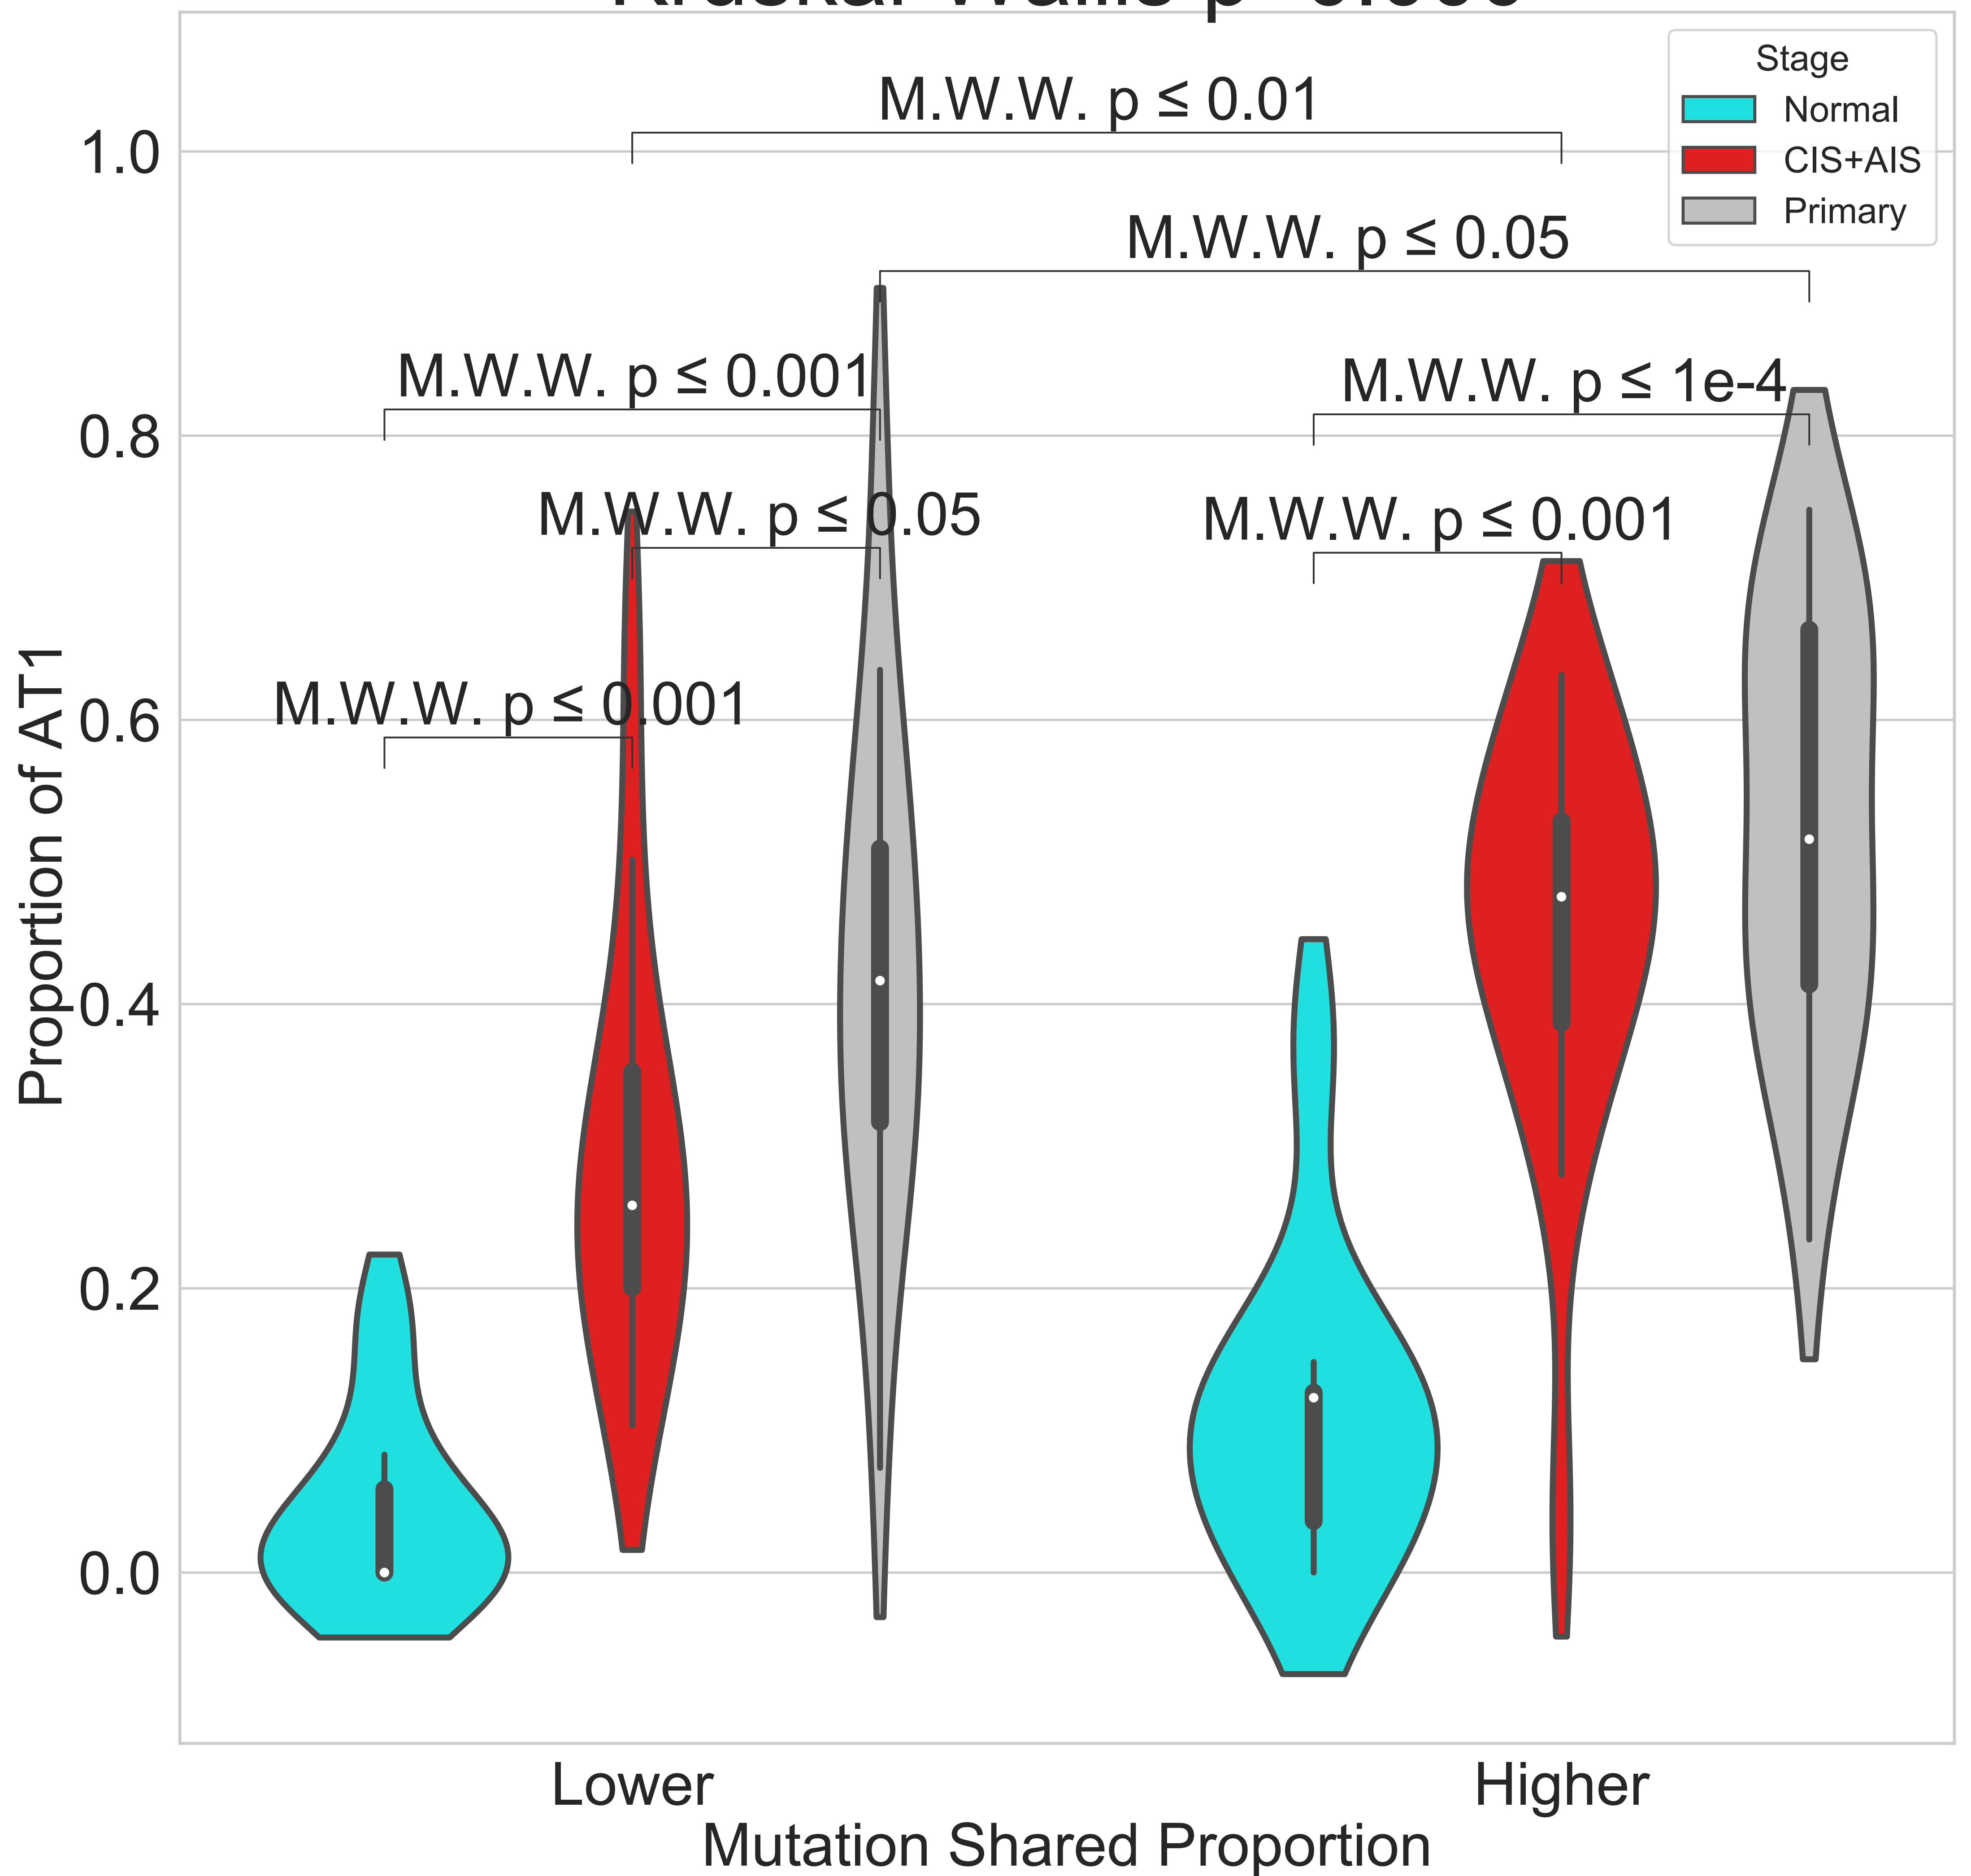 Stage
Normal
CIS+AIS
Primary
M.W.W. p ≤ 0.01
M.W.W. p ≤ 0.05
M.W.W. p ≤ 0.001
M.W.W. p ≤ 1e-4
M.W.W. p ≤ 0.05
M.W.W. p ≤ 0.001
M.W.W. p ≤ 0.001
Proportion of AT1
1.0
0.8
0.6
0.4
0.2
0.0
Lower
Higher
Mutation Shared Proportion